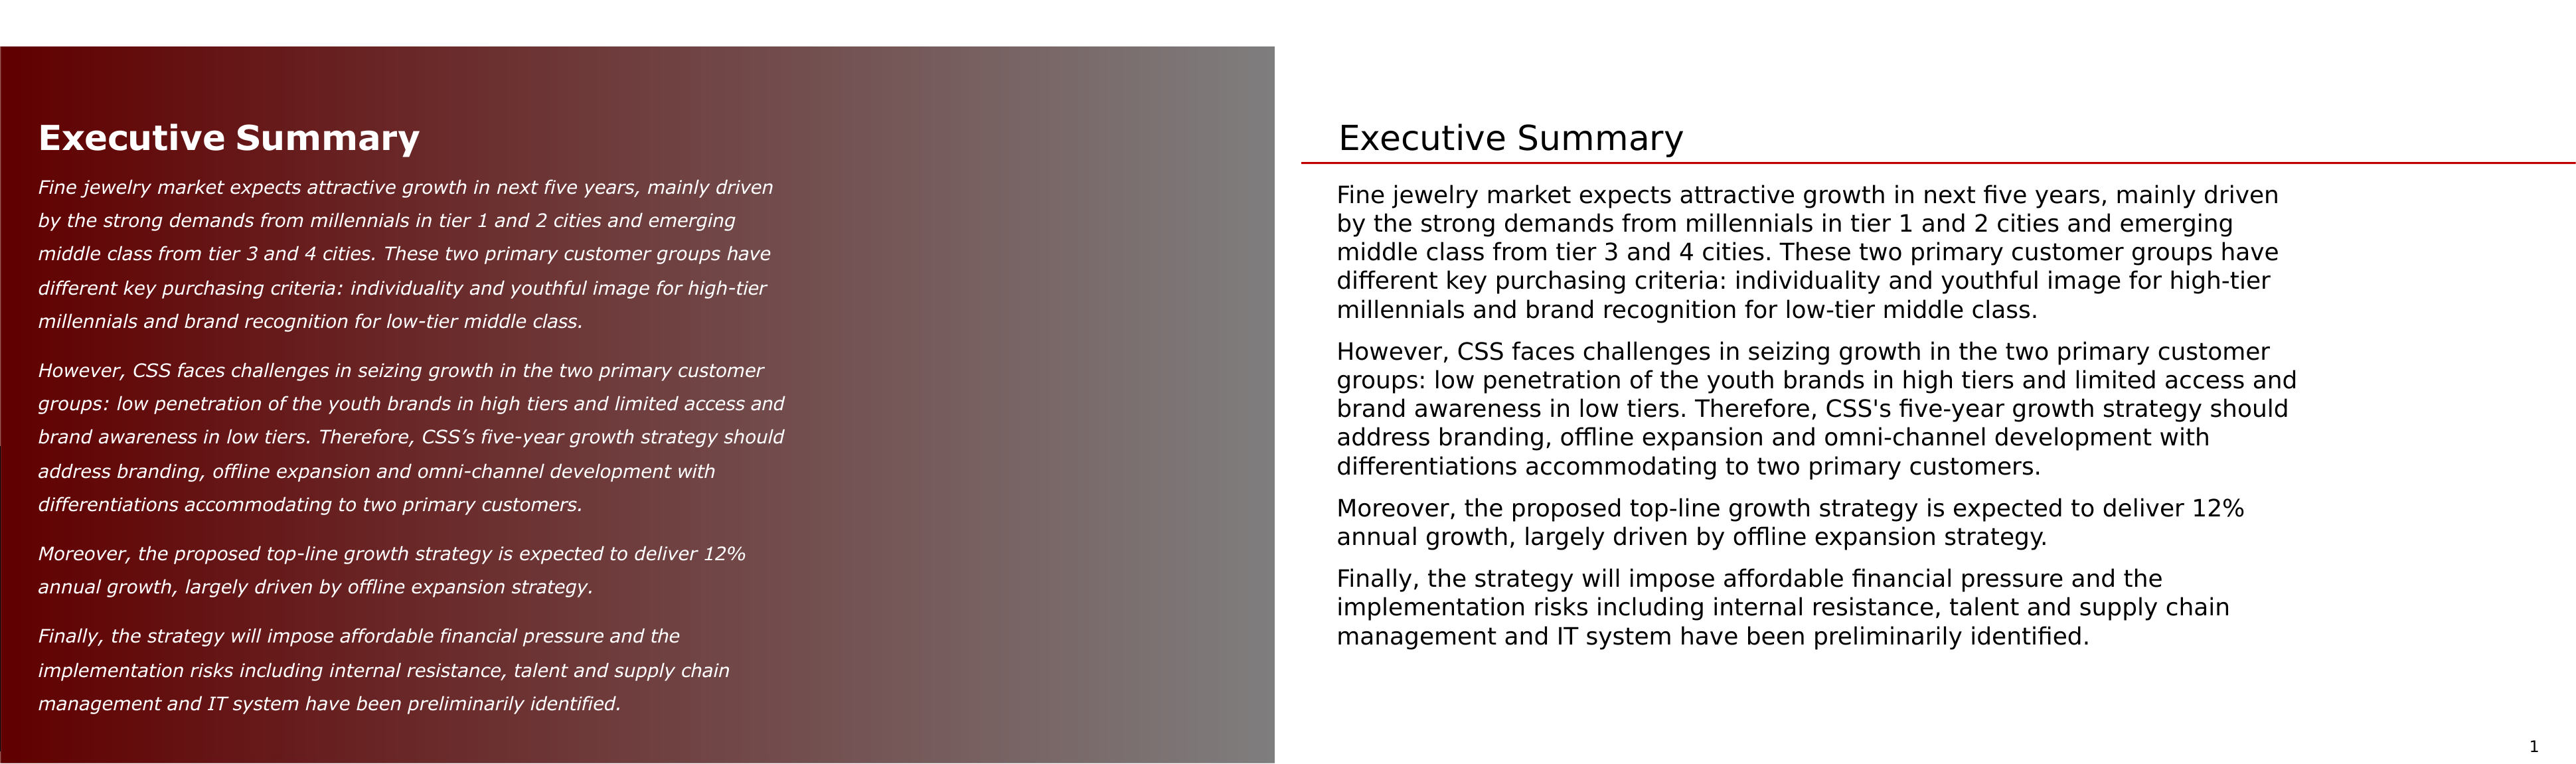 Executive Summary
Fine jewelry market expects attractive growth in next five years, mainly driven
by the strong demands from millennials in tier 1 and 2 cities and emerging
middle class from tier 3 and 4 cities. These two primary customer groups have
different key purchasing criteria: individuality and youthful image for high-tier
millennials and brand recognition for low-tier middle class.
However, CSS faces challenges in seizing growth in the two primary customer
groups: low penetration of the youth brands in high tiers and limited access and
brand awareness in low tiers. Therefore, CSS’s five-year growth strategy should
address branding, offline expansion and omni-channel development with
differentiations accommodating to two primary customers.
Moreover, the proposed top-line growth strategy is expected to deliver 12%
annual growth, largely driven by offline expansion strategy.
Finally, the strategy will impose affordable financial pressure and the
implementation risks including internal resistance, talent and supply chain
management and IT system have been preliminarily identified.
Executive Summary
Fine jewelry market expects attractive growth in next five years, mainly driven
by the strong demands from millennials in tier 1 and 2 cities and emerging
middle class from tier 3 and 4 cities. These two primary customer groups have
different key purchasing criteria: individuality and youthful image for high-tier
millennials and brand recognition for low-tier middle class.
However, CSS faces challenges in seizing growth in the two primary customer
groups: low penetration of the youth brands in high tiers and limited access and
brand awareness in low tiers. Therefore, CSS's five-year growth strategy should
address branding, offline expansion and omni-channel development with
differentiations accommodating to two primary customers.
Moreover, the proposed top-line growth strategy is expected to deliver 12%
annual growth, largely driven by offline expansion strategy.
Finally, the strategy will impose affordable financial pressure and the
implementation risks including internal resistance, talent and supply chain
management and IT system have been preliminarily identified.
1